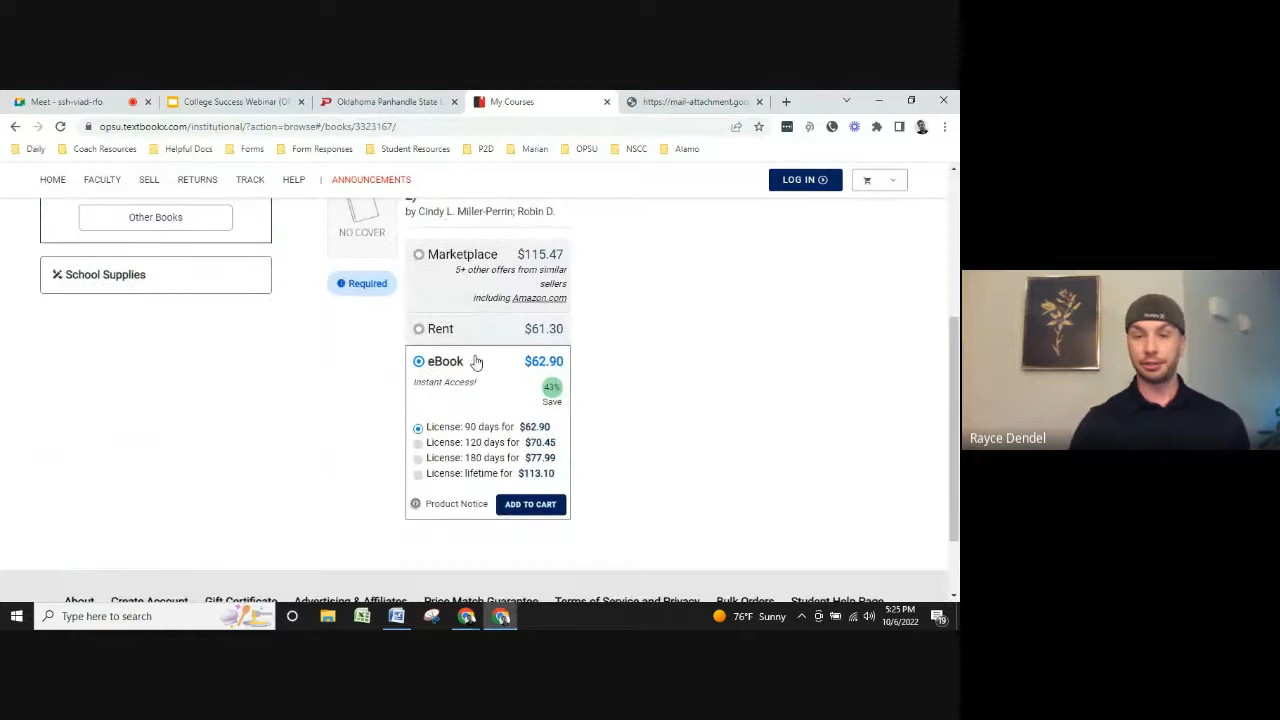 Meet - ssh-viad-rfo
College Success Webinar (Dl
Oklahoma Panhandle State U
My Courses
https://mail-attachment.goo
opsu.textbookx.com/institutional/?action=browse#/books/3323167/
Daily
Coach Resources
Helpful Docs
Forms
Form Responses
Student Resources
P2D
Marian
OPSU
NSCC
Alamo
HOME FACULTY SELL RETURNS TRACK HELP | ANNOUNCEMENTS
LOG IN
Other Books
School Supplies
NO COVER
Required
by Cindy L. Miller-Perrin; Robin D.
Marketplace $115.47
5+ other offers from similar
sellers
including Amazon.com
Rent $61.30
eBook $62.90
Instant Access!
43%
Save
License: 90 days for $62.90
License: 120 days for $70.45
License: 180 days for $77.99
License: lifetime for $113.10
Product Notice ADD TO CART
About Create Account Gift Certificate Advertising & Affiliates Price Match Guarantee Terms of Service and Privacy Bulk Orders Student Help Page
Type here to search
76°F Sunny
5:25 PM
10/6/2022
19
Rayce Dendel